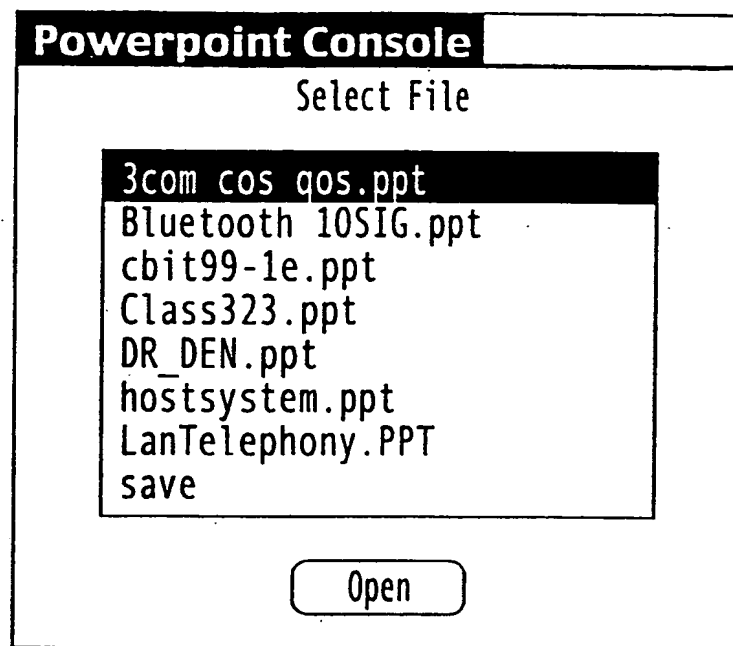 Powerpoint Console
Select File
3com cos qos.ppt
Bluetooth 10SIG.ppt
cbit99-1e.ppt
Class323.ppt
DR_DEN.ppt
hostsystem.ppt
LanTelephony.PPT
save
Open